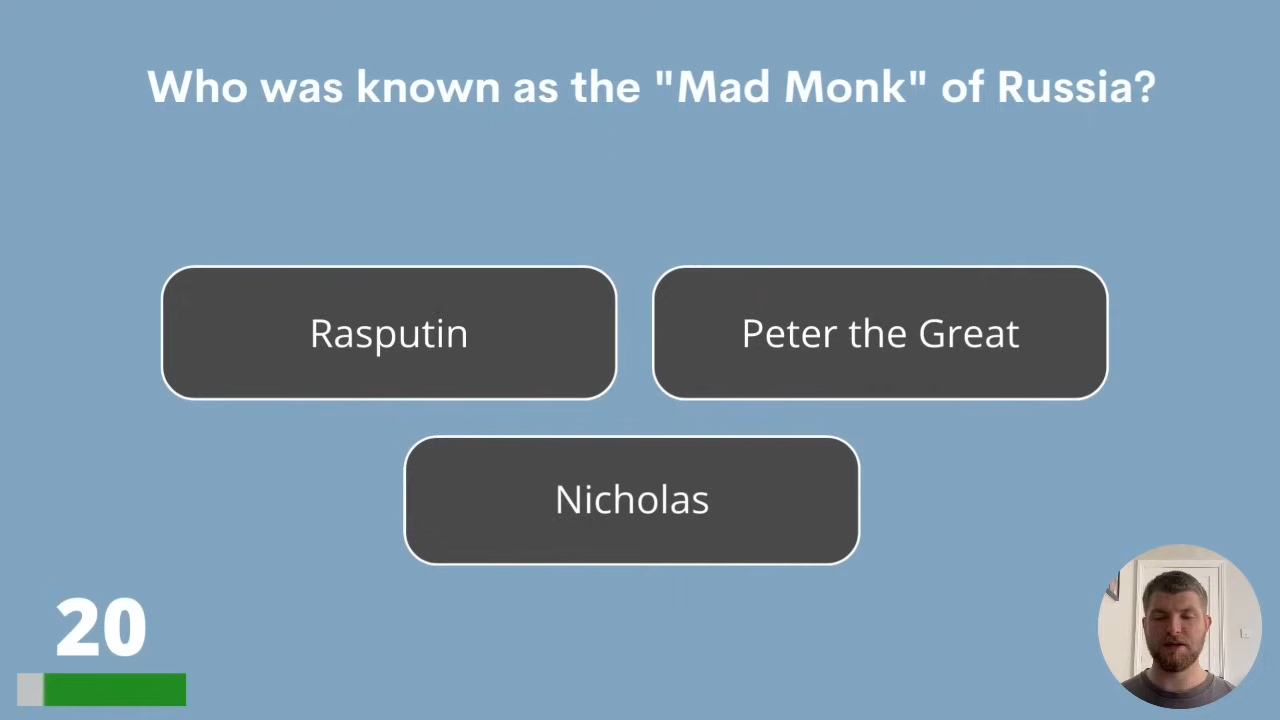 Who was known as the "Mad Monk" of Russia?
Rasputin
Peter the Great
Nicholas
20